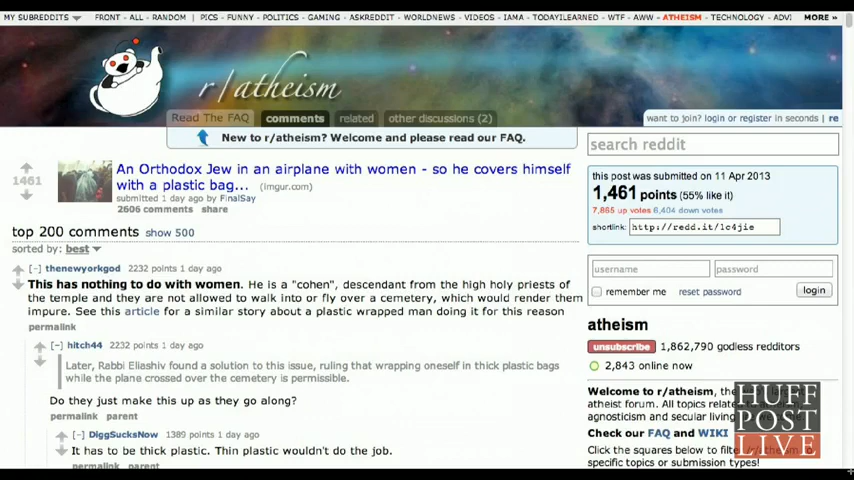 MY SUBREDDITS FRONT - ALL - RANDOM | PICS - FUNNY - POLITICS - GAMING - ASKREDDIT - WORLDNEWS - VIDEOS - IAMA - TODAYILEARNED - WTF - AWW - ATHEISM - TECHNOLOGY - ADVI MORE »
r/atheism
Read The FAQ comments related other discussions (2)
want to join? login or register in seconds | re
New to r/atheism? Welcome and please read our FAQ.
1461
An Orthodox Jew in an airplane with women - so he covers himself
with a plastic bag... (imgur.com)
submitted 1 day ago by FinalSay
2606 comments share
top 200 comments show 500
sorted by: best
[-] thenewyorkgod 2232 points 1 day ago
This has nothing to do with women. He is a "cohen", descendant from the high holy priests of
the temple and they are not allowed to walk into or fly over a cemetery, which would render them
impure. See this article for a similar story about a plastic wrapped man doing it for this reason
permalink
[-] hitch44 2232 points 1 day ago
Later, Rabbi Eliashiv found a solution to this issue, ruling that wrapping oneself in thick plastic bags
while the plane crossed over the cemetery is permissible.
Do they just make this up as they go along?
permalink parent
[-] DiggSucksNow 1389 points 1 day ago
It has to be thick plastic. Thin plastic wouldn't do the job.
permalink parent
search reddit
this post was submitted on 11 Apr 2013
1,461 points (55% like it)
7,865 up votes 6,404 down votes
shortlink: http://redd.it/1c4jie
username password
remember me reset password login
atheism
unsubscribe 1,862,790 godless redditors
2,843 online now
Welcome to r/atheism, the
atheist forum. All topics related to
agnosticism and secular living
Check our FAQ and WIKI
Click the squares below to filter /r/atheism
specific topics or submission types!
HUFF
POST
LIVE